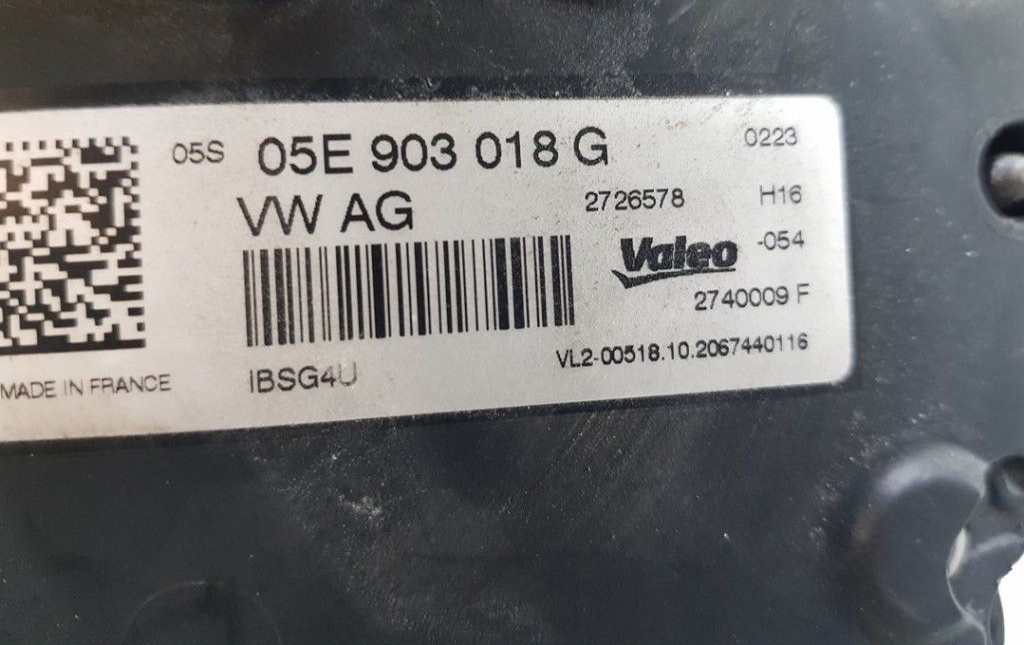 05S 05E 903 018 G 0223
VW AG 2726578 H16
Valeo -054
2740009 F
VL2-00518.10.2067440116
MADE IN FRANCE IBSG4U